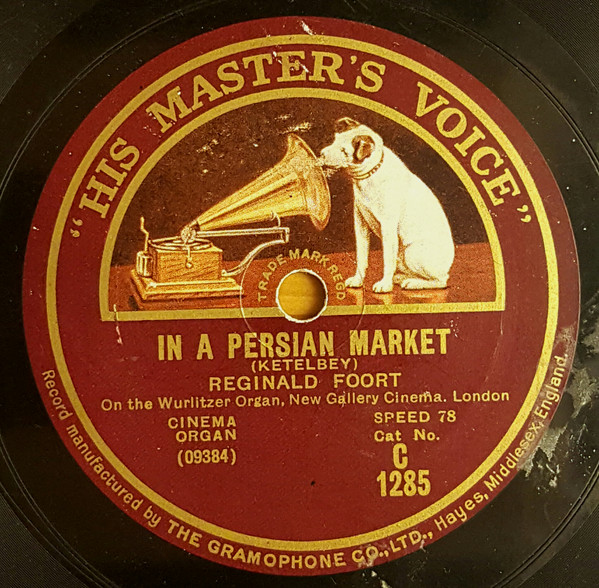 "HIS MASTER'S VOICE"
TRADE MARK REGD.
IN A PERSIAN MARKET
(KETELBEY)
REGINALD FOORT
On the Wurlitzer Organ, New Gallery Cinema. London
CINEMA
ORGAN
(09384)
SPEED 78
Cat No.
C
1285
Record manufactured by THE GRAMOPHONE CO., LTD., Hayes, Middlesex, England.